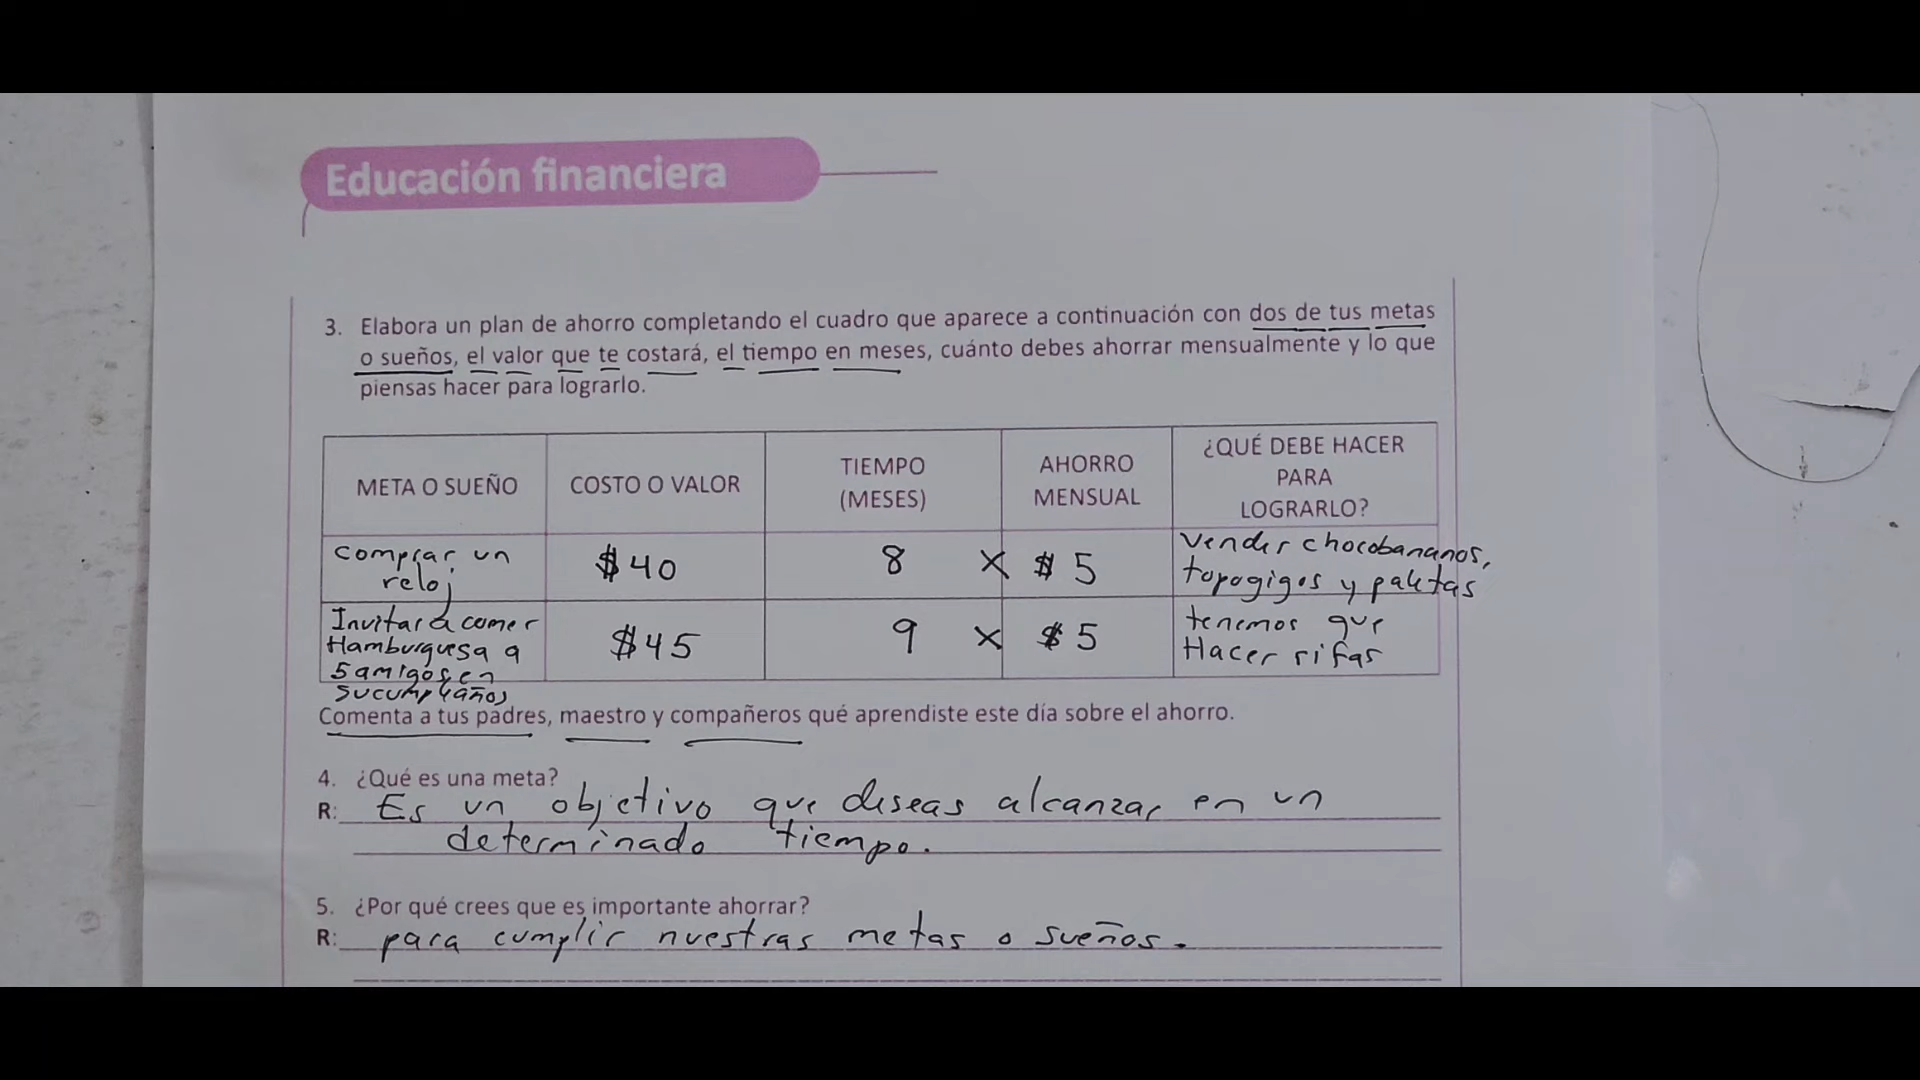 Educación financiera
3. Elabora un plan de ahorro completando el cuadro que aparece a continuación con dos de tus metas
o sueños, el valor que te costará, el tiempo en meses, cuánto debes ahorrar mensualmente y lo que
piensas hacer para lograrlo.
META O SUEÑO
COSTO O VALOR
TIEMPO
(MESES)
AHORRO
MENSUAL
¿QUÉ DEBE HACER
PARA
LOGRARLO?
comprar un
reloj
$40
8 x $5
vender chocobananos,
topogigos y paletas
Invitar a comer
Hamburguesa a
5 amigos en
su cumpleaños
$45
9 x $5
tenemos que
Hacer rifas
Comenta a tus padres, maestro y compañeros qué aprendiste este día sobre el ahorro.
4. ¿Qué es una meta?
R: Es un objetivo que deseas alcanzar en un
determinado tiempo.
5. ¿Por qué crees que es importante ahorrar?
R: para cumplir nuestras metas o sueños.